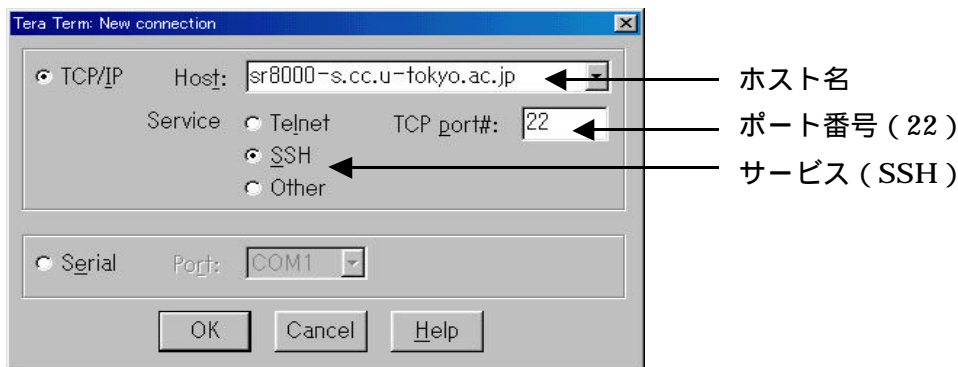 Tera Term: New connection
TCP/IP Host: sr8000-s.cc.u-tokyo.ac.jp ホスト名
Service Telnet TCP port#: 22 ポート番号(22)
SSH サービス(SSH)
Other
Serial Port: COM1
OK Cancel Help